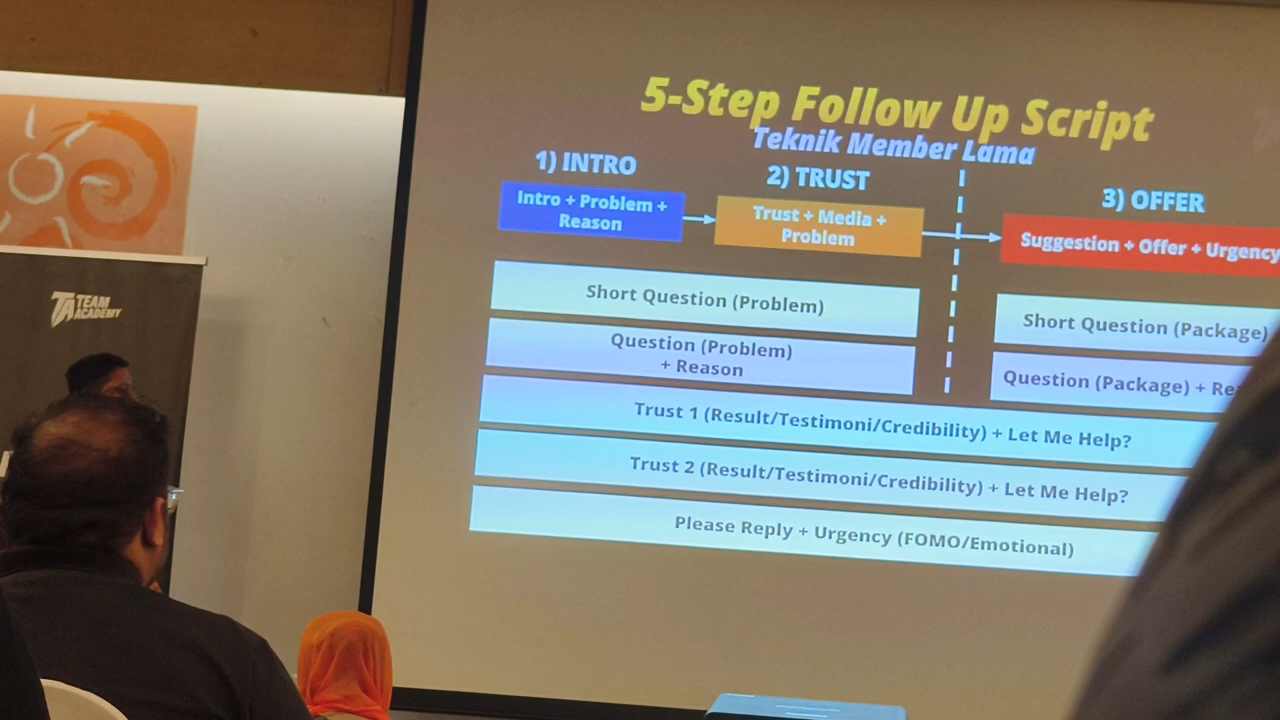 5-Step Follow Up Script
Teknik Member Lama
1) INTRO
2) TRUST
3) OFFER
Intro + Problem +
Reason
Trust + Media +
Problem
Suggestion + Offer + Urgency
Short Question (Problem)
Short Question (Package)
Question (Problem)
+ Reason
Question (Package) +
Trust 1 (Result/Testimoni/Credibility) + Let Me Help?
Trust 2 (Result/Testimoni/Credibility) + Let Me Help?
Please Reply + Urgency (FOMO/Emotional)
TA TEAM
ACADEMY